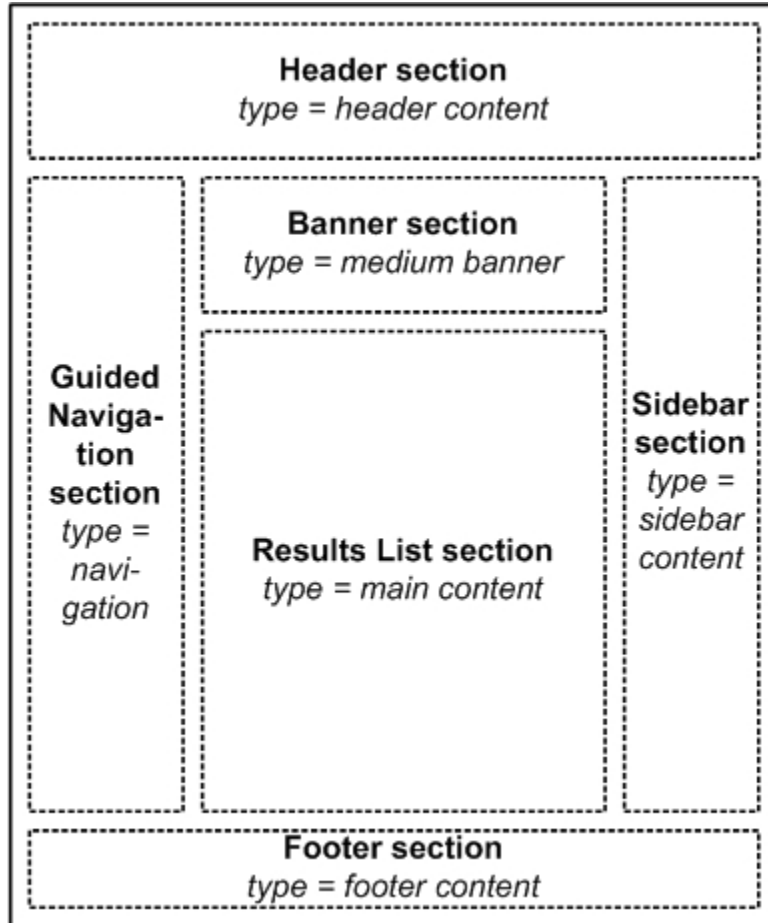 Header section
type = header content
Banner section
type = medium banner
Guided
Naviga-
tion
section
type =
navi-
gation
Results List section
type = main content
Sidebar
section
type =
sidebar
content
Footer section
type = footer content